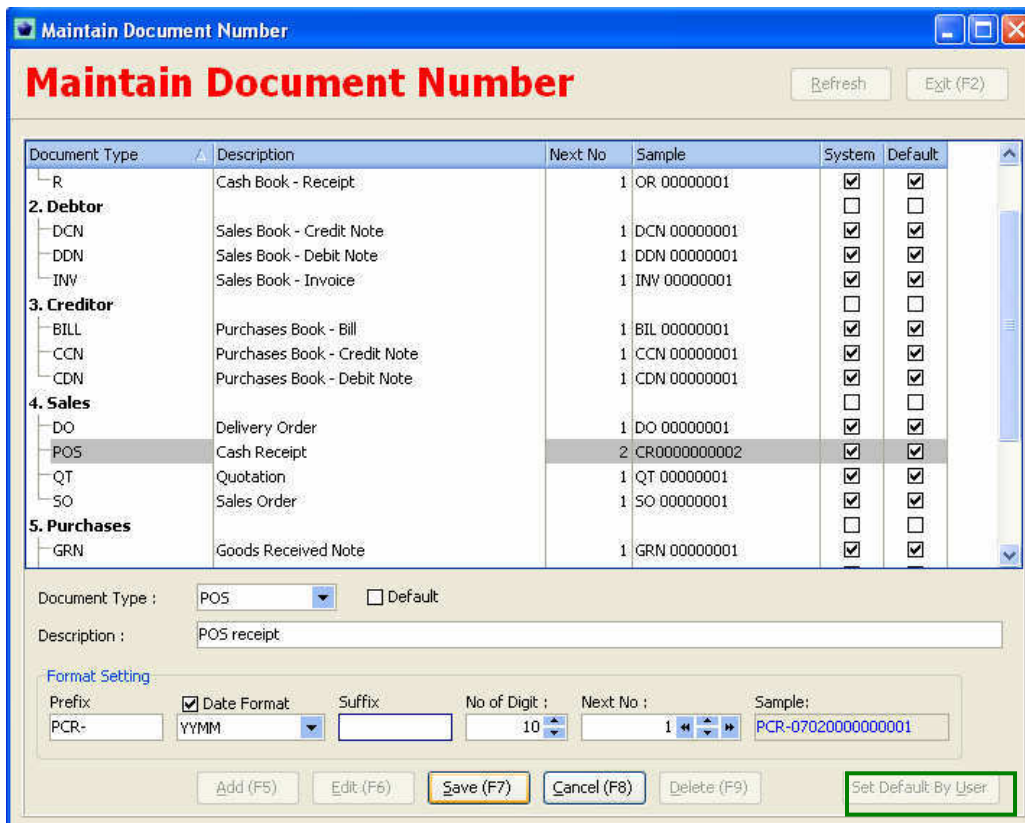 Maintain Document Number
Maintain Document Number
Refresh Exit (F2)
Document Type Description Next No Sample System Default
R Cash Book - Receipt 1 OR 00000001
2. Debtor
DCN Sales Book - Credit Note 1 DCN 00000001
DDN Sales Book - Debit Note 1 DDN 00000001
INV Sales Book - Invoice 1 INV 00000001
3. Creditor
BILL Purchases Book - Bill 1 BIL 00000001
CCN Purchases Book - Credit Note 1 CCN 00000001
CDN Purchases Book - Debit Note 1 CDN 00000001
4. Sales
DO Delivery Order 1 DO 00000001
POS Cash Receipt 2 CR0000000002
QT Quotation 1 QT 00000001
SO Sales Order 1 SO 00000001
5. Purchases
GRN Goods Received Note 1 GRN 00000001
Document Type : POS Default
Description : POS receipt
Format Setting
Prefix Date Format Suffix No of Digit : Next No : Sample:
PCR- YYMM 10 1 PCR-07020000000001
Add (F5) Edit (F6) Save (F7) Cancel (F8) Delete (F9) Set Default By User